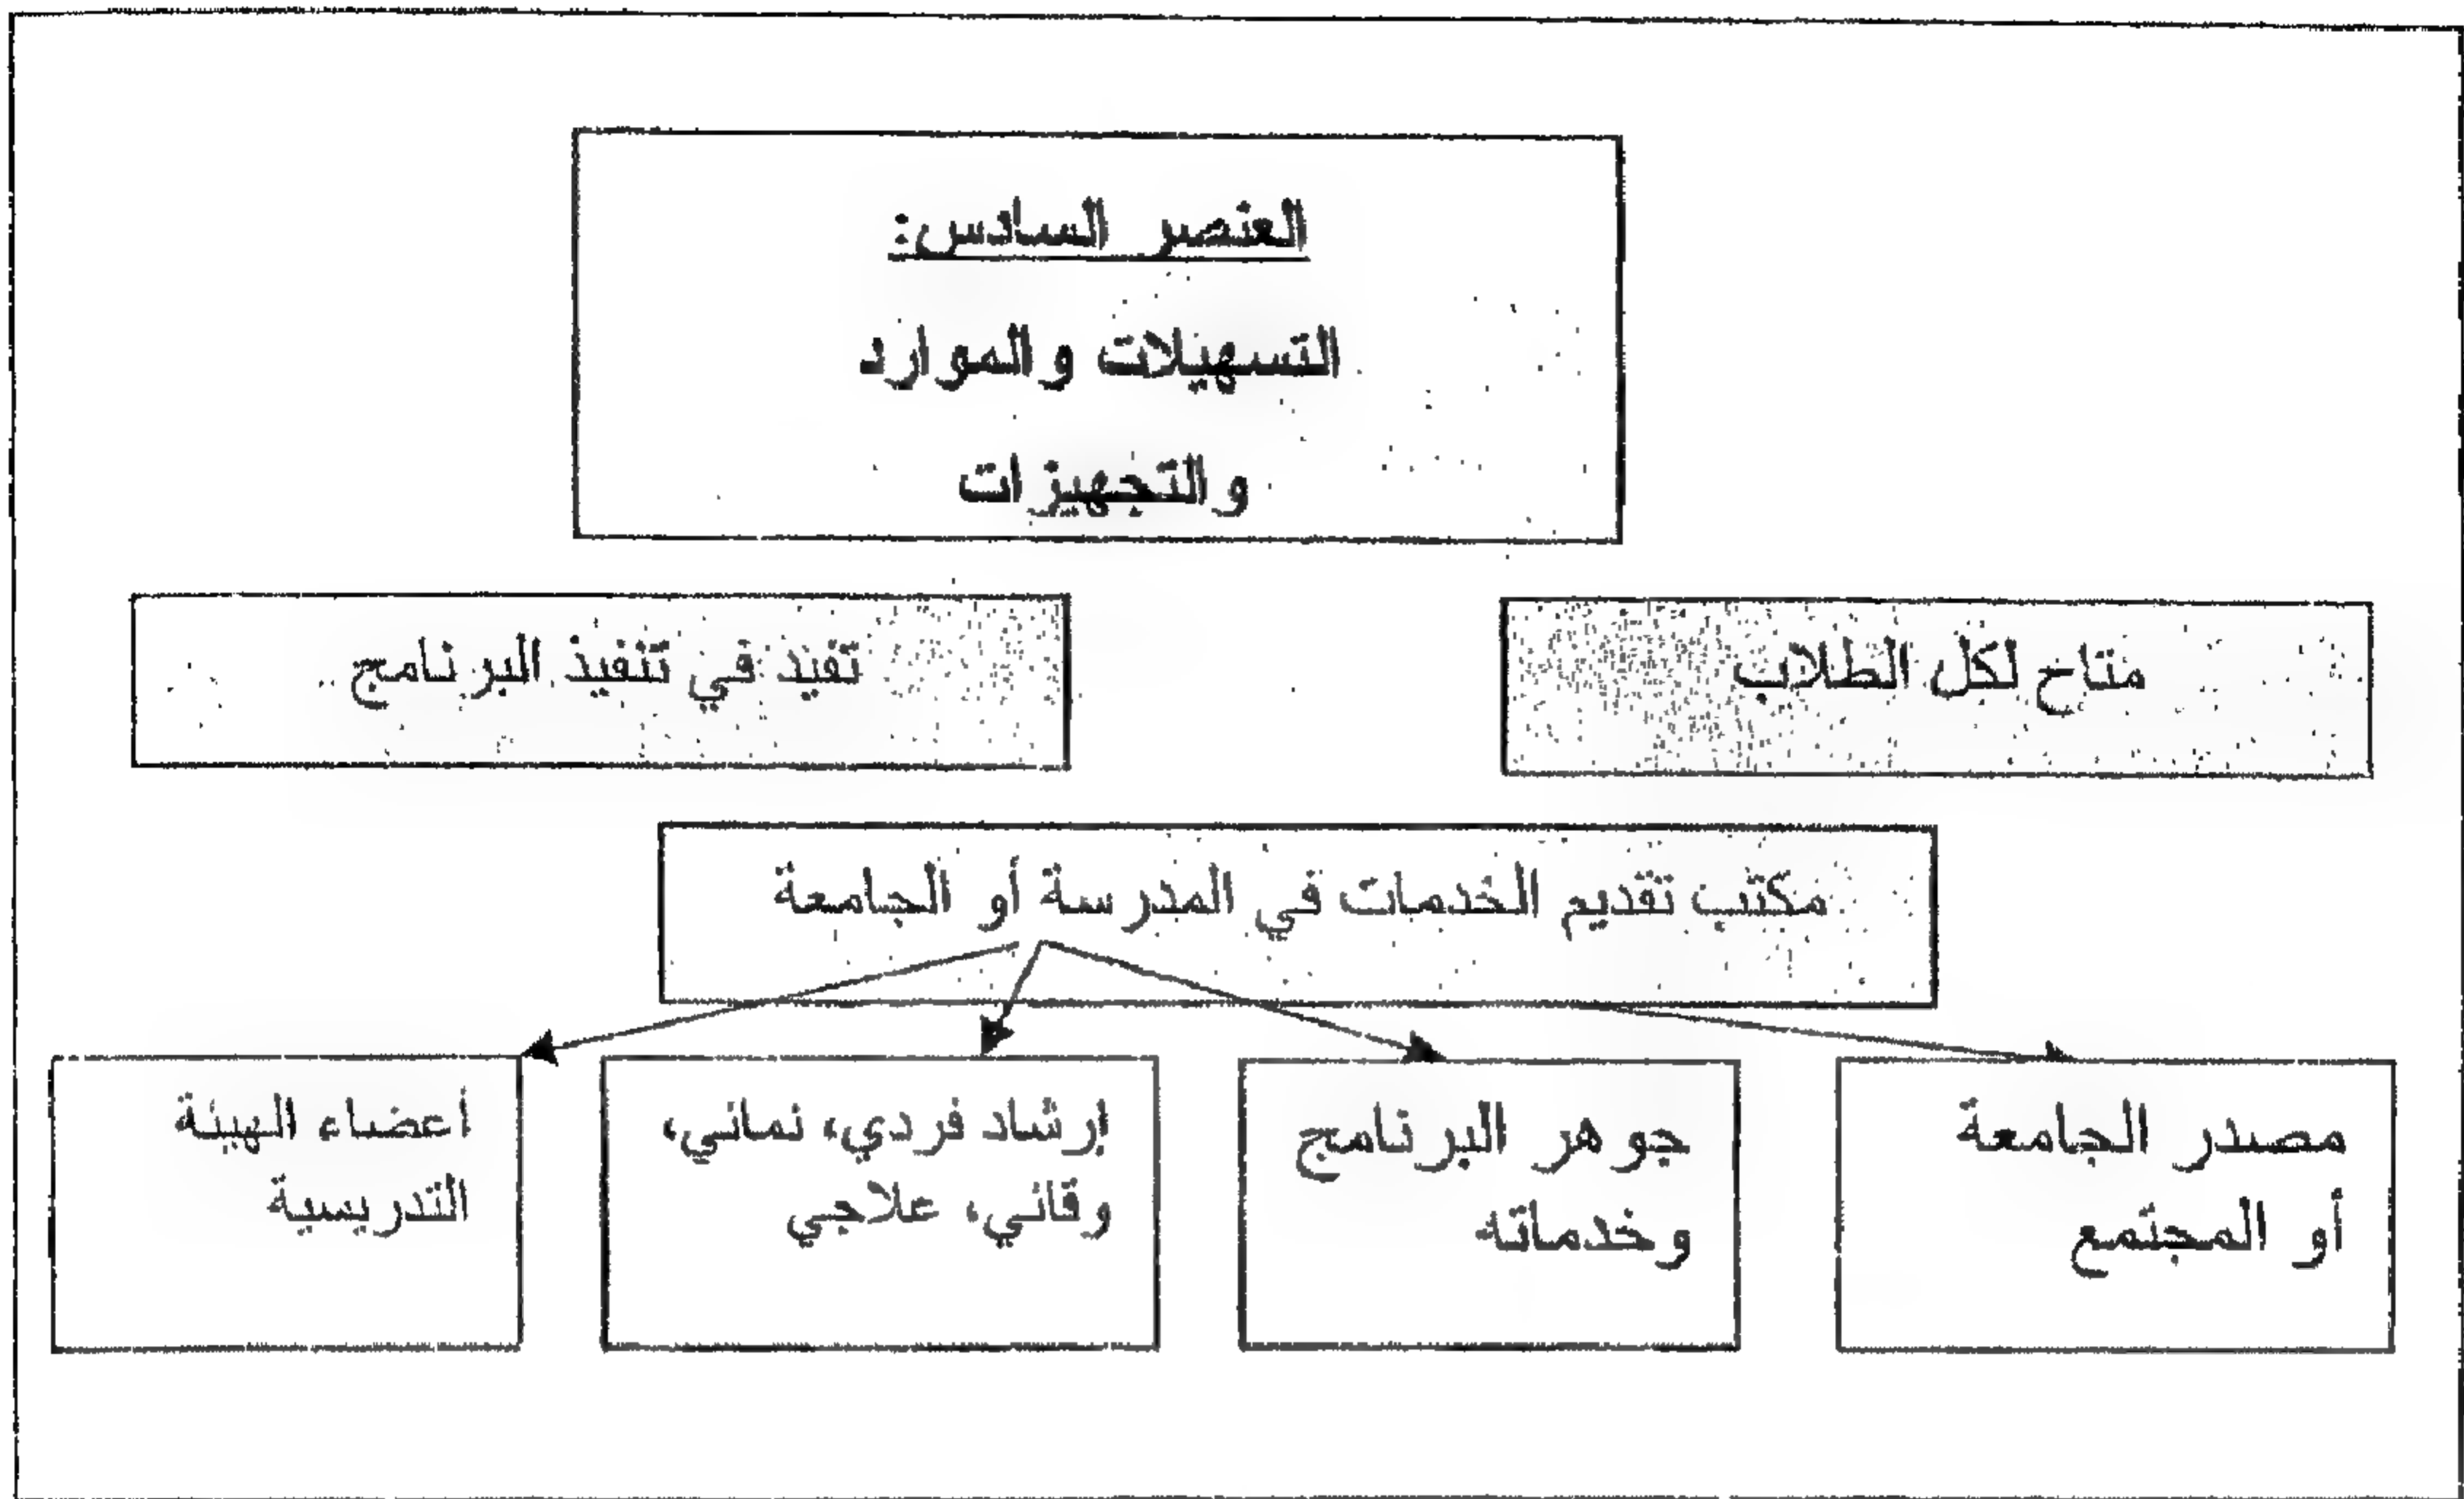 العنصر السادس:
التسهيلات والموارد
والتجهيزات
متاخ لكل الطلاب
تفيد في تنفيذ البرنامج
مكتب تقديم الخدمات في المدرسة أو الجامعة
مصدر الجامعة
أو المجتمع
جوهر البرنامج
وخدماته
إرشاد فردي، نمائي،
وقائي، علاجي
أعضاء الهيئة
التدريسية